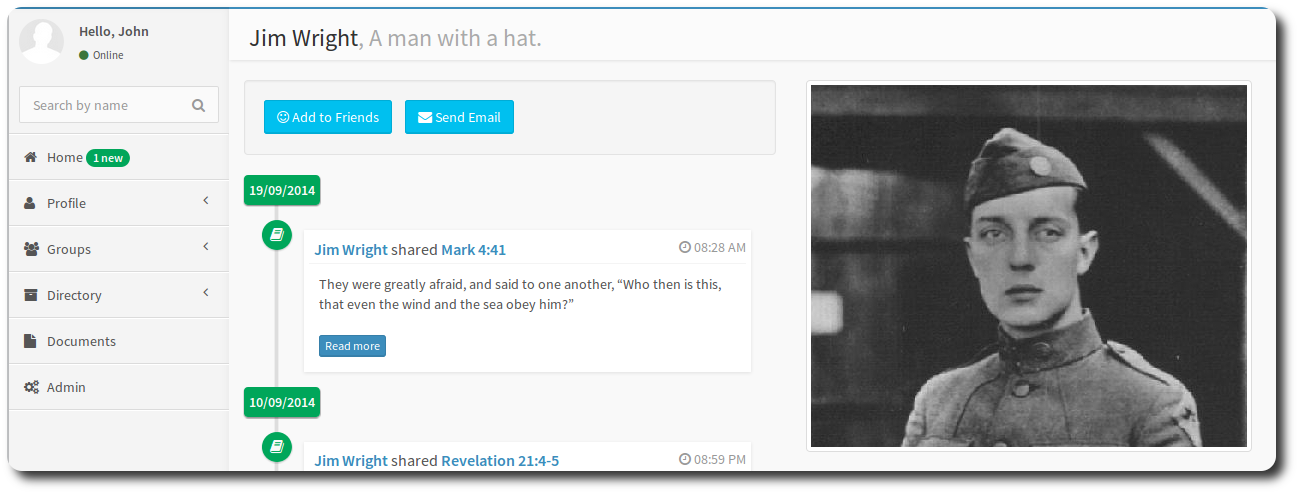 Hello, John
Online
Search by name
Home 1 new
Profile
Groups
Directory
Documents
Admin
Jim Wright, A man with a hat.
Add to Friends
Send Email
19/09/2014
Jim Wright shared Mark 4:41
08:28 AM
They were greatly afraid, and said to one another, “Who then is this,
that even the wind and the sea obey him?”
Read more
10/09/2014
Jim Wright shared Revelation 21:4-5
08:59 PM